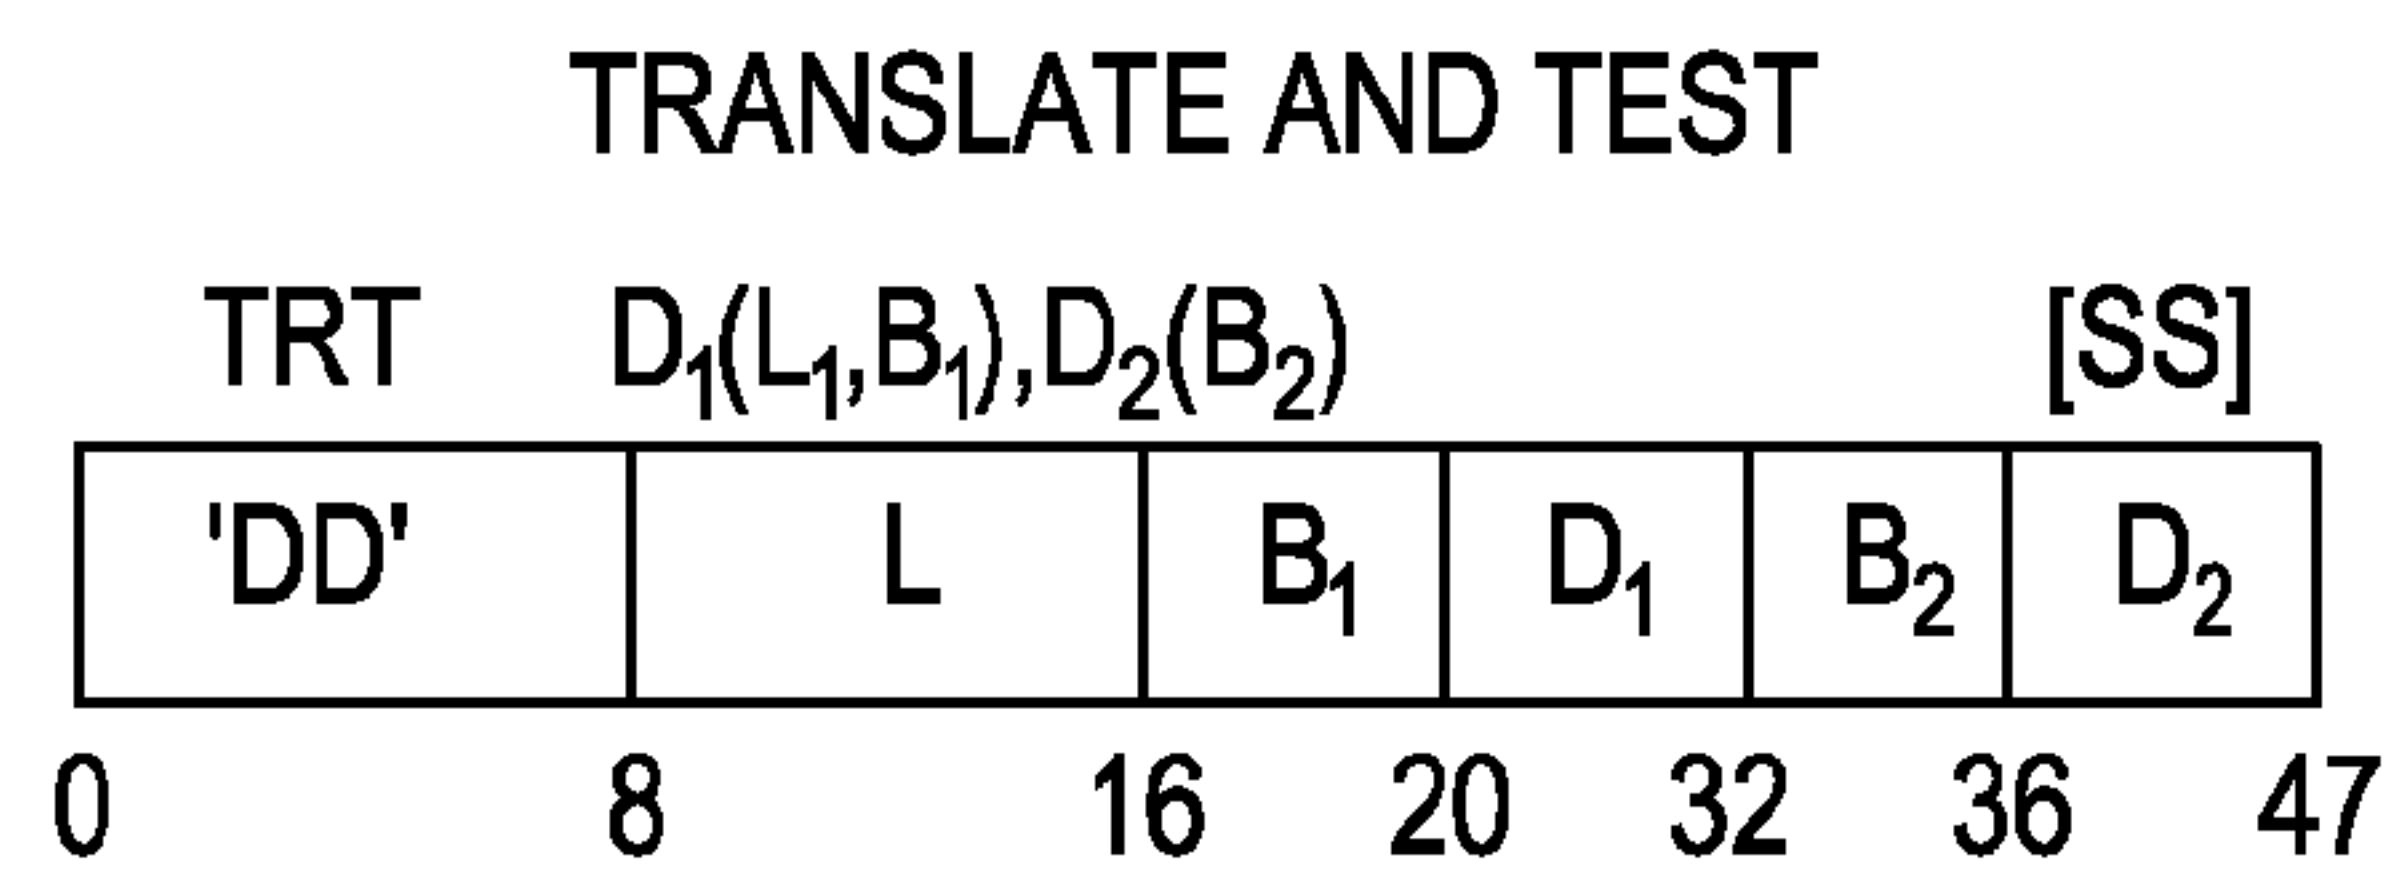 TRANSLATE AND TEST
TRT D₁(L₁,B₁),D₂(B₂) [SS]
'DD' L B₁ D₁ B₂ D₂
0 8 16 20 32 36 47